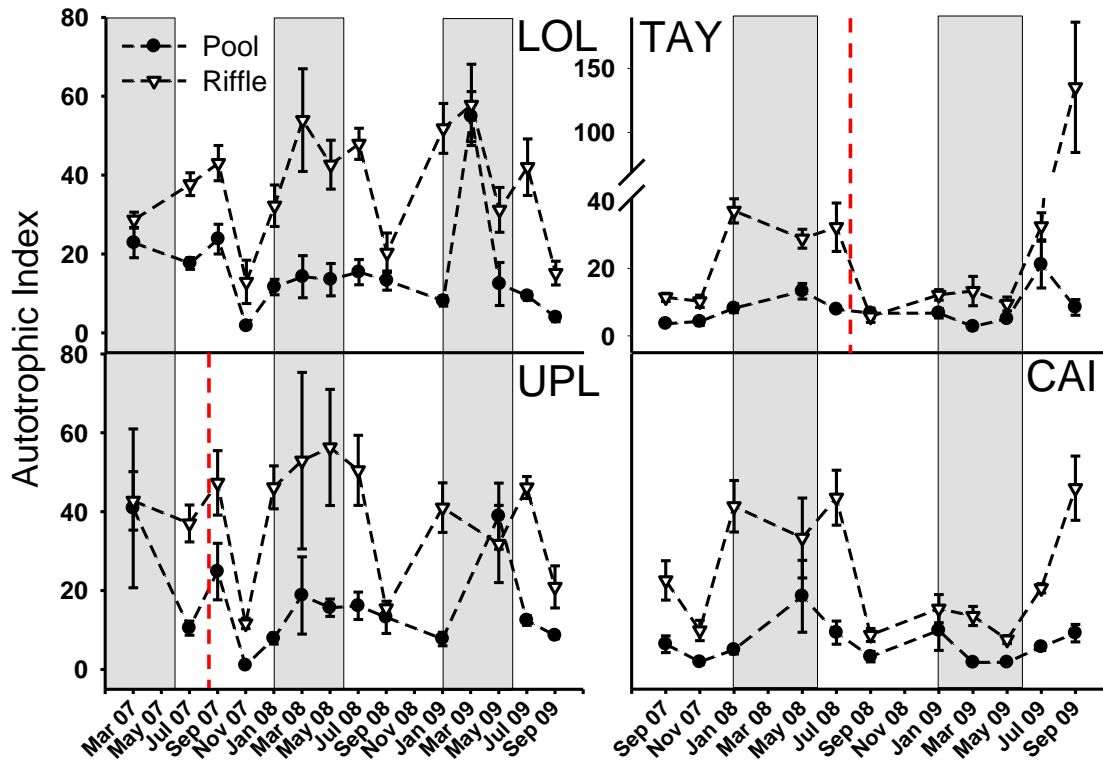 80
60
40
20
0
Pool
Riffle
LOL
TAY
150
100
40
20
0
Autotrophic Index
80
60
40
20
0
UPL
CAI
Mar 07
May 07
Jul 07
Sep 07
Nov 07
Jan 08
Mar 08
May 08
Jul 08
Sep 08
Nov 08
Jan 09
Mar 09
May 09
Jul 09
Sep 09
Sep 07
Nov 07
Jan 08
Mar 08
May 08
Jul 08
Sep 08
Nov 08
Jan 09
Mar 09
May 09
Jul 09
Sep 09